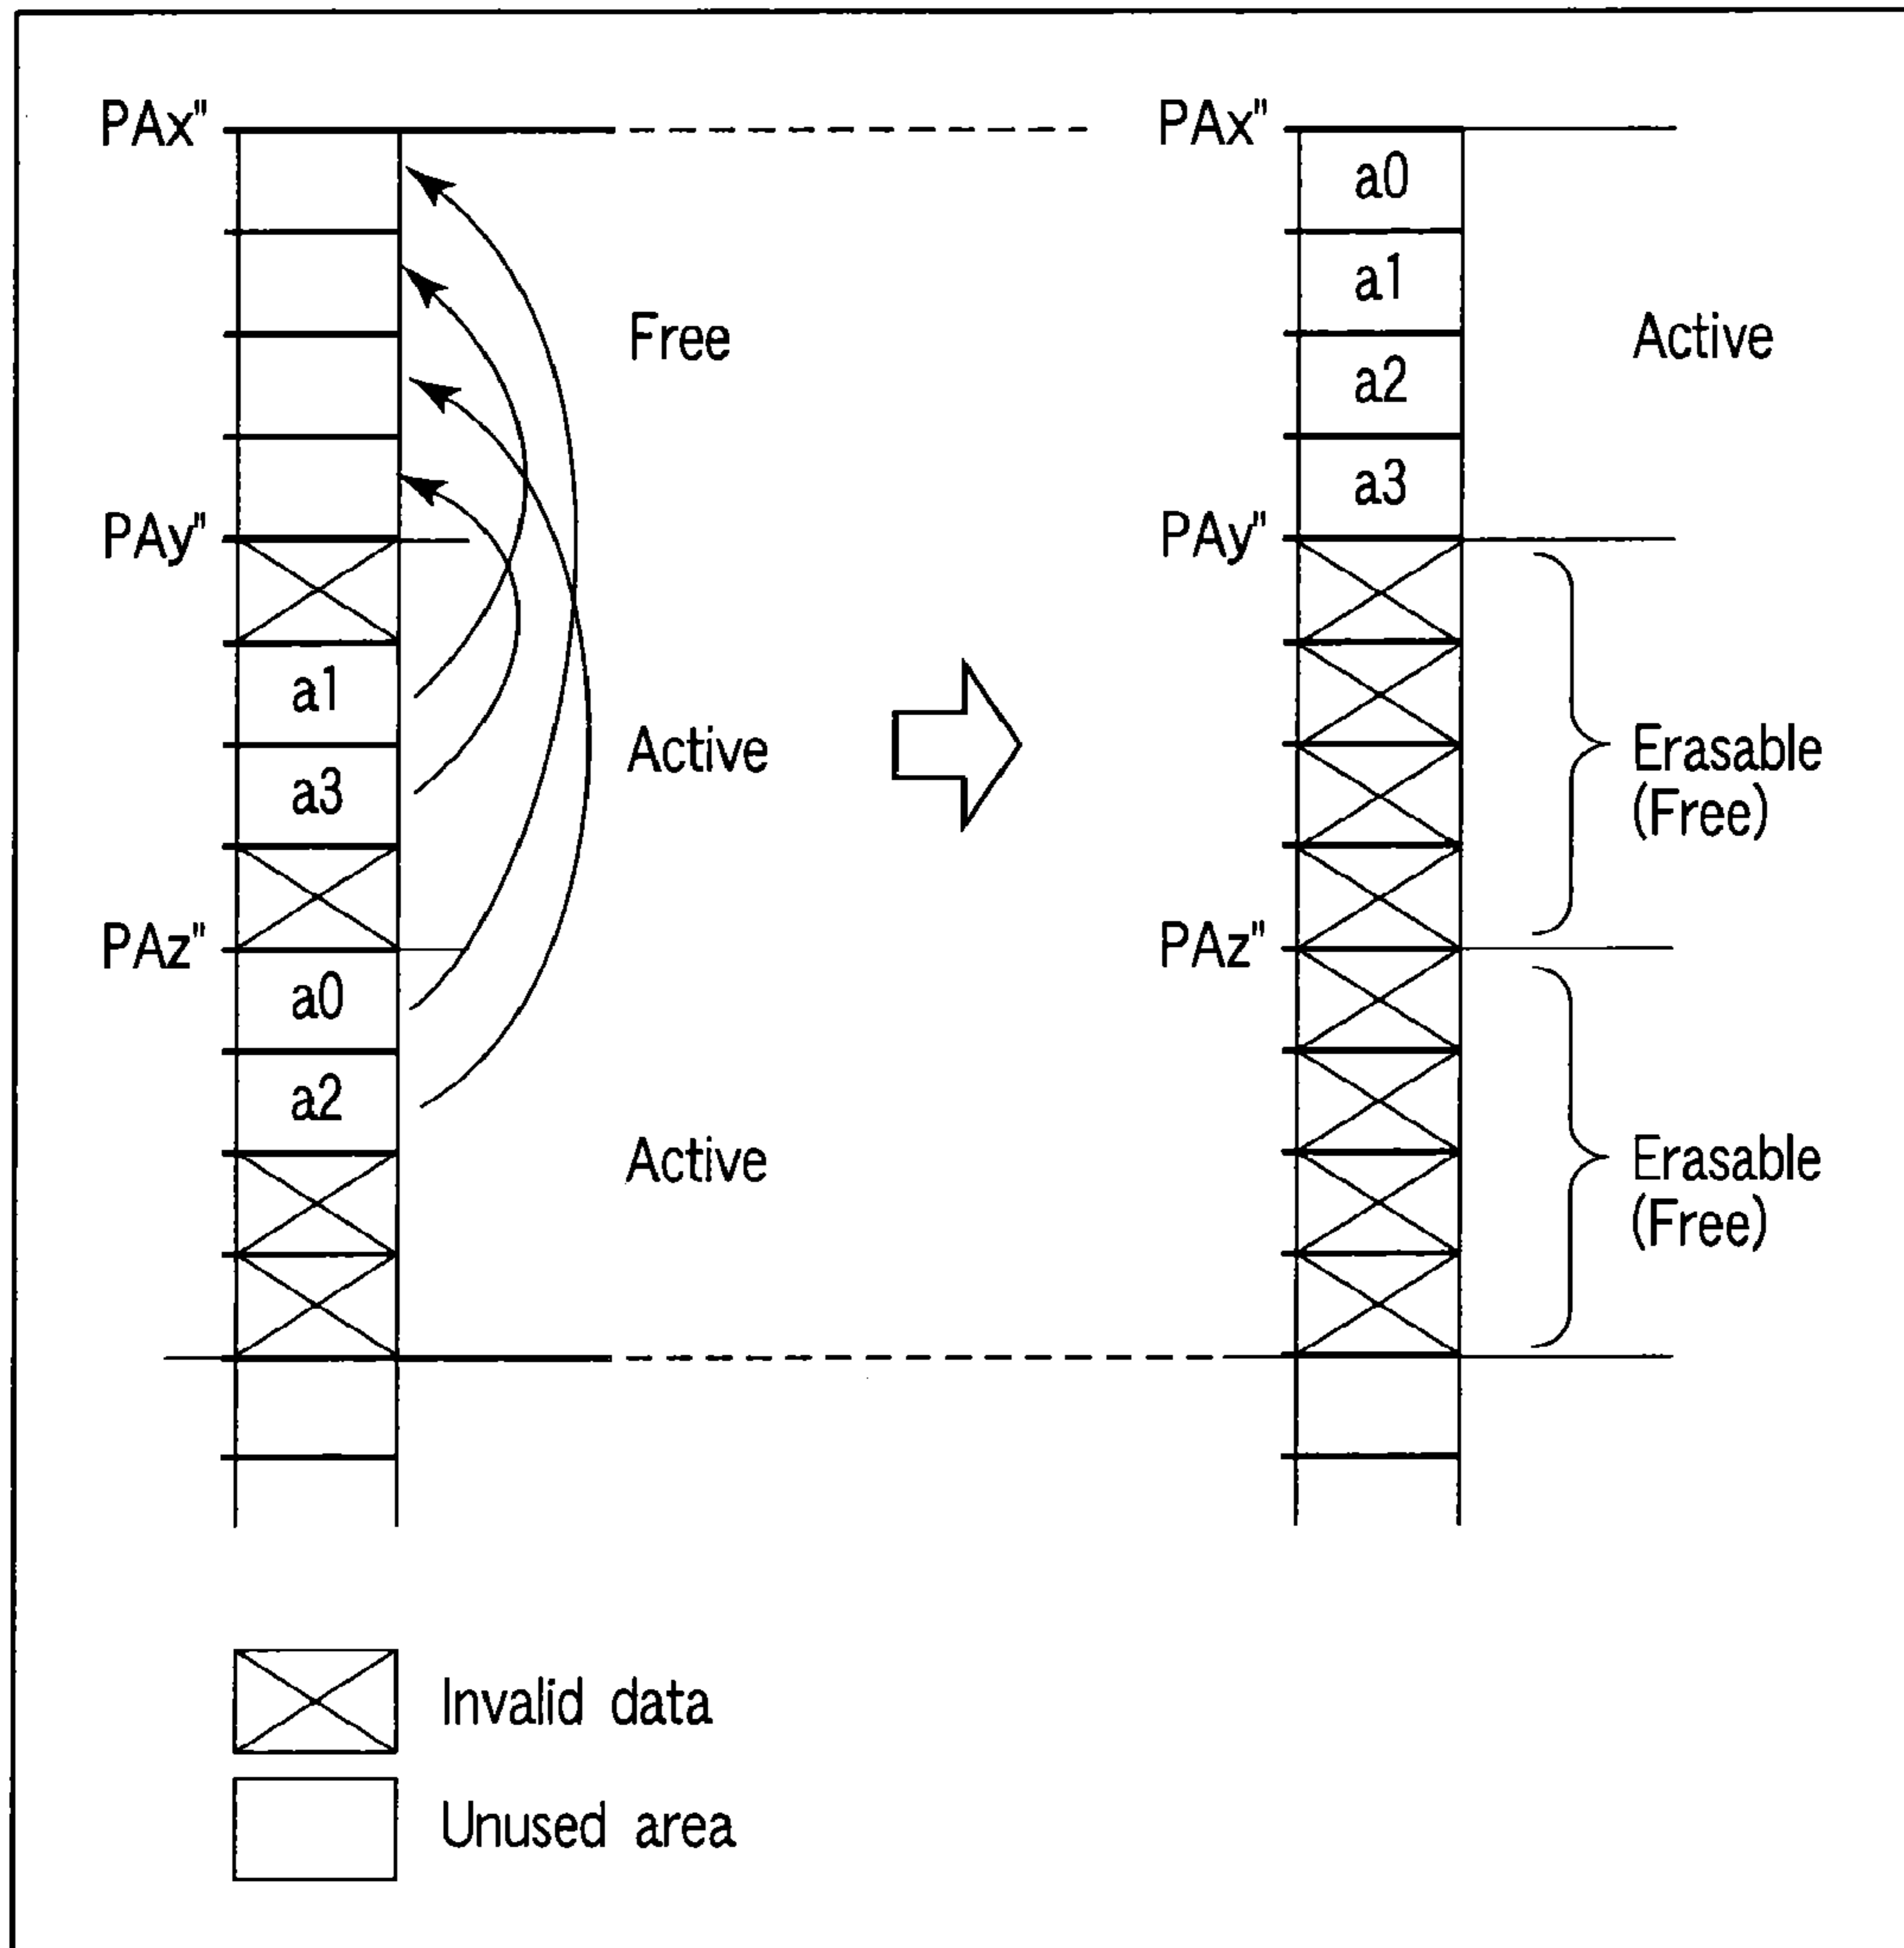 PAx"
Free
PAy"
a1
a3
Active
PAz"
a0
a2
Active
PAx"
a0
a1
a2
a3
Active
PAy"
Erasable
(Free)
PAz"
Erasable
(Free)
Invalid data
Unused area